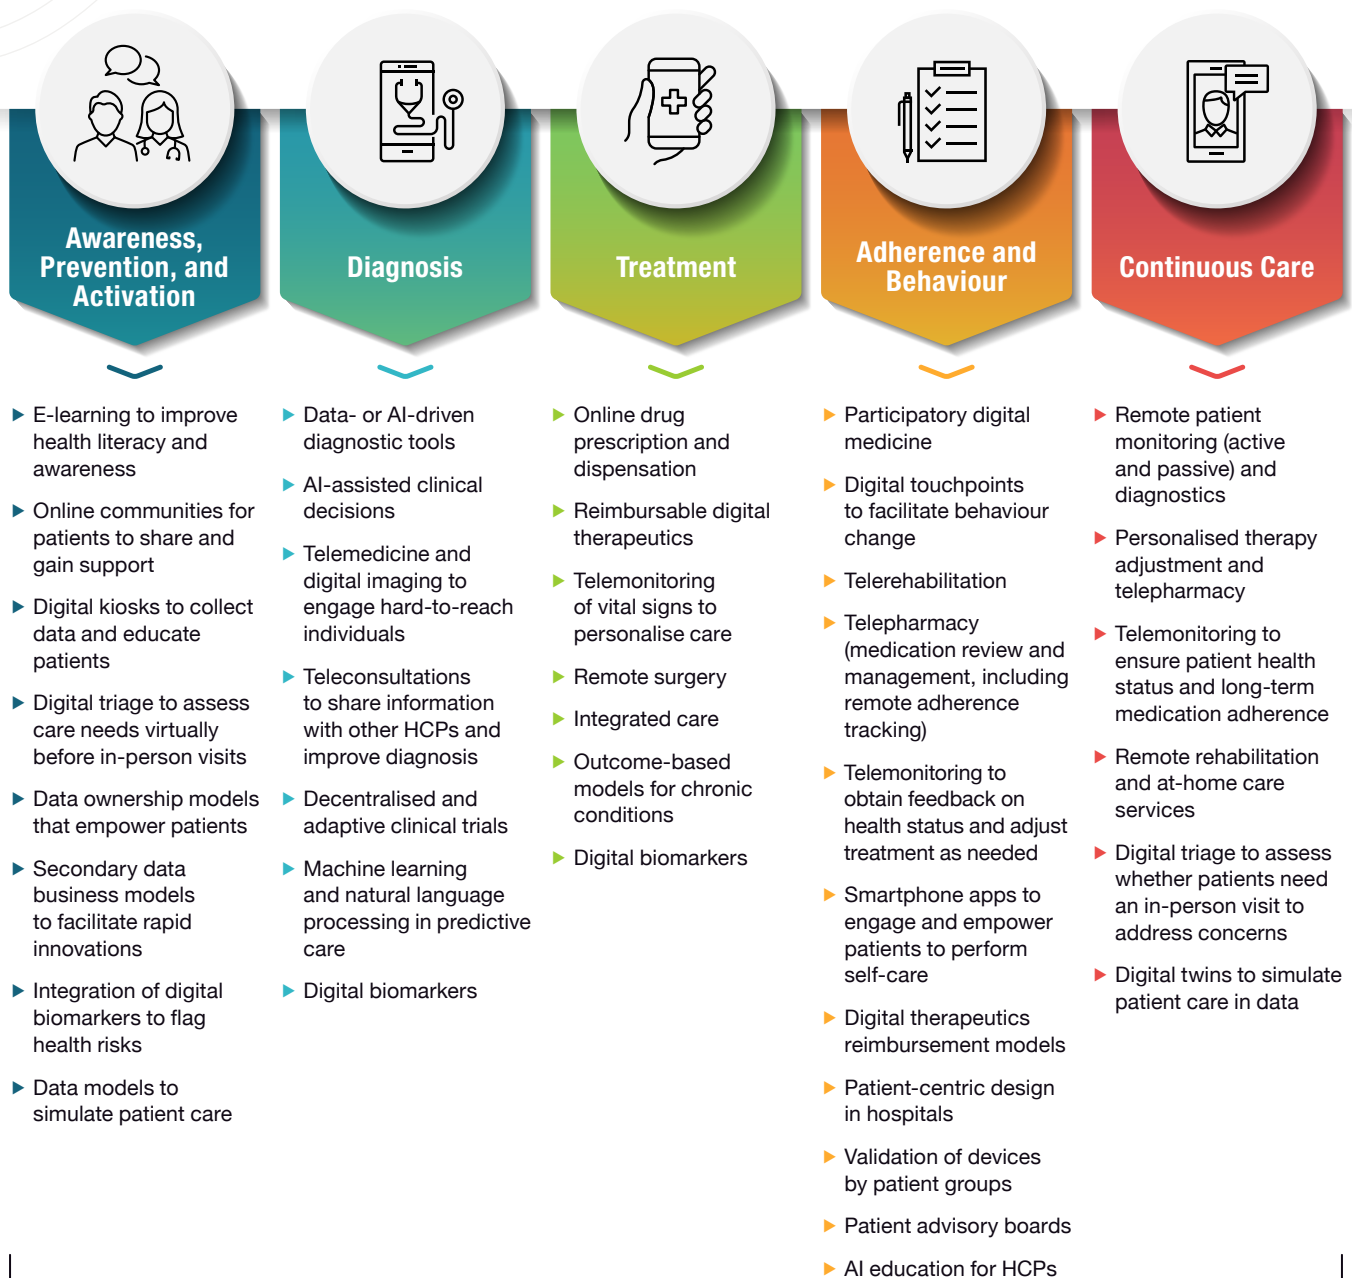 Awareness,
Prevention, and
Activation
E-learning to improve
health literacy and
awareness
Online communities for
patients to share and
gain support
Digital kiosks to collect
data and educate
patients
Digital triage to assess
care needs virtually
before in-person visits
Data ownership models
that empower patients
Secondary data
business models
to facilitate rapid
innovations
Integration of digital
biomarkers to flag
health risks
Data models to
simulate patient care
Diagnosis
Data- or AI-driven
diagnostic tools
AI-assisted clinical
decisions
Telemedicine and
digital imaging to
engage hard-to-reach
individuals
Teleconsultations
to share information
with other HCPs and
improve diagnosis
Decentralised and
adaptive clinical trials
Machine learning
and natural language
processing in predictive
care
Digital biomarkers
Treatment
Online drug
prescription and
dispensation
Reimbursable digital
therapeutics
Telemonitoring
of vital signs to
personalise care
Remote surgery
Integrated care
Outcome-based
models for chronic
conditions
Digital biomarkers
Adherence and
Behaviour
Participatory digital
medicine
Digital touchpoints
to facilitate behaviour
change
Telerehabilitation
Telepharmacy
(medication review and
management, including
remote adherence
tracking)
Telemonitoring to
obtain feedback on
health status and adjust
treatment as needed
Smartphone apps to
engage and empower
patients to perform
self-care
Digital therapeutics
reimbursement models
Patient-centric design
in hospitals
Validation of devices
by patient groups
Patient advisory boards
AI education for HCPs
Continuous Care
Remote patient
monitoring (active
and passive) and
diagnostics
Personalised therapy
adjustment and
telepharmacy
Telemonitoring to
ensure patient health
status and long-term
medication adherence
Remote rehabilitation
and at-home care
services
Digital triage to assess
whether patients need
an in-person visit to
address concerns
Digital twins to simulate
patient care in data